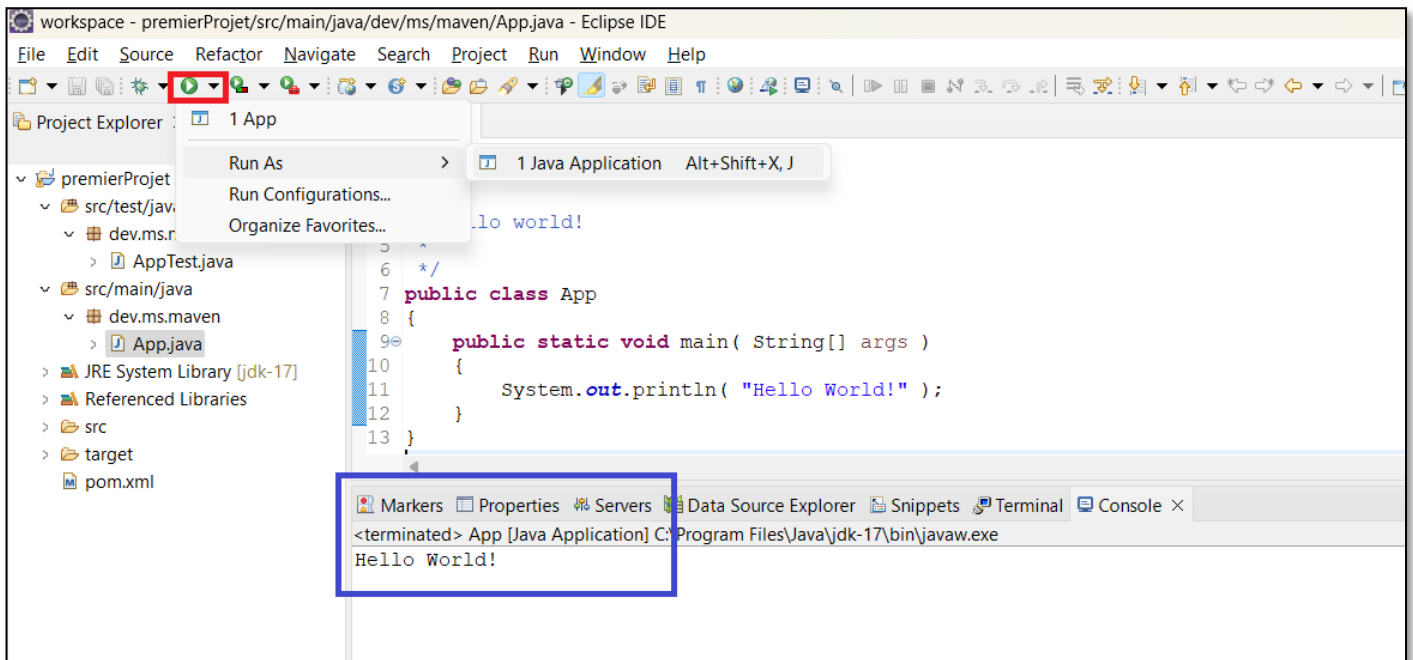 workspace - premierProjet/src/main/java/dev/ms/maven/App.java - Eclipse IDE
File Edit Source Refactor Navigate Search Project Run Window Help
Project Explorer
1 App
Run As
1 Java Application Alt+Shift+X, J
Run Configurations...
Organize Favorites...
premierProjet
src/test/java
dev.ms.m
AppTest.java
src/main/java
dev.ms.maven
App.java
JRE System Library [jdk-17]
Referenced Libraries
src
target
pom.xml
lo world!
5 *
6 */
7 public class App
8 {
9 public static void main( String[] args )
10 {
11 System.out.println( "Hello World!" );
12 }
13 }
Markers Properties Servers Data Source Explorer Snippets Terminal Console
<terminated> App [Java Application] C:\Program Files\Java\jdk-17\bin\javaw.exe
Hello World!